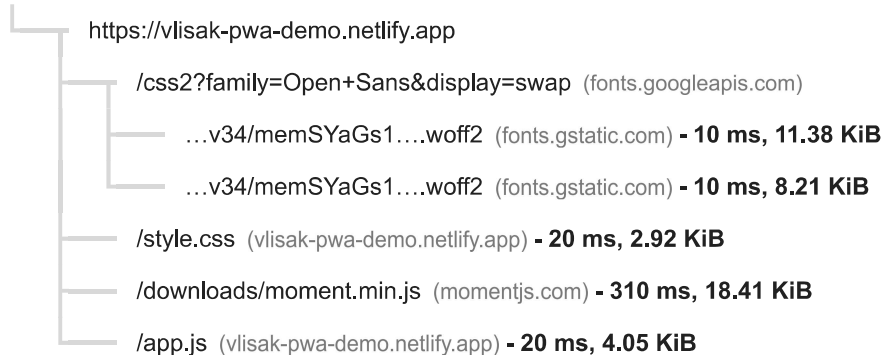 https://vlisak-pwa-demo.netlify.app
/css2?family=Open+Sans&display=swap (fonts.googleapis.com)
…v34/memSYaGs1….woff2 (fonts.gstatic.com) - 10 ms, 11.38 KiB
…v34/memSYaGs1….woff2 (fonts.gstatic.com) - 10 ms, 8.21 KiB
/style.css (vlisak-pwa-demo.netlify.app) - 20 ms, 2.92 KiB
/downloads/moment.min.js (momentjs.com) - 310 ms, 18.41 KiB
/app.js (vlisak-pwa-demo.netlify.app) - 20 ms, 4.05 KiB